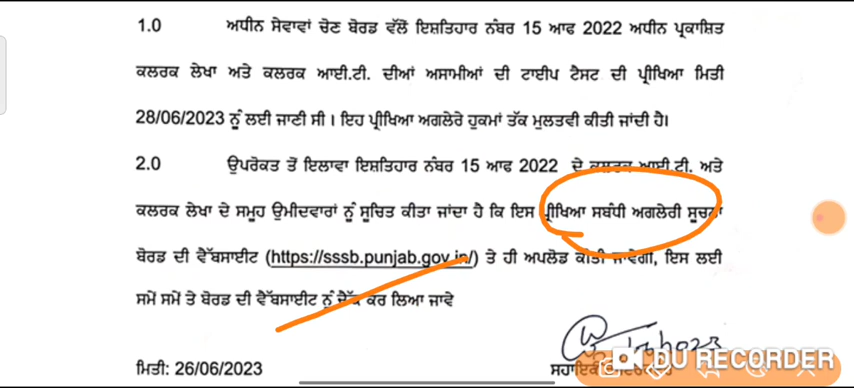 1.0 ਅਧੀਨ ਸੇਵਾਵਾਂ ਚੋਣ ਬੋਰਡ ਵੱਲੋਂ ਇਸ਼ਤਿਹਾਰ ਨੰਬਰ 15 ਆਫ 2022 ਅਧੀਨ ਪ੍ਰਕਾਸ਼ਿਤ
ਕਲਰਕ ਲੇਖਾ ਅਤੇ ਕਲਰਕ ਆਈ.ਟੀ. ਦੀਆਂ ਅਸਾਮੀਆਂ ਦੀ ਟਾਈਪ ਟੈਸਟ ਦੀ ਪ੍ਰੀਖਿਆ ਮਿਤੀ
28/06/2023 ਨੂੰ ਲਈ ਜਾਣੀ ਸੀ। ਇਹ ਪ੍ਰੀਖਿਆ ਅਗਲੇਰੇ ਹੁਕਮਾਂ ਤੱਕ ਮੁਲਤਵੀ ਕੀਤੀ ਜਾਂਦੀ ਹੈ।
2.0 ਉਪਰੋਕਤ ਤੋਂ ਇਲਾਵਾ ਇਸ਼ਤਿਹਾਰ ਨੰਬਰ 15 ਆਫ 2022 ਦੇ ਕਲਰਕ ਆਈ.ਟੀ. ਅਤੇ
ਕਲਰਕ ਲੇਖਾ ਦੇ ਸਮੂਹ ਉਮੀਦਵਾਰਾਂ ਨੂੰ ਸੂਚਿਤ ਕੀਤਾ ਜਾਂਦਾ ਹੈ ਕਿ ਇਸ ਪ੍ਰੀਖਿਆ ਸਬੰਧੀ ਅਗਲੇਰੀ ਸੂਚਨਾ
ਬੋਰਡ ਦੀ ਵੈੱਬਸਾਈਟ (https://sssb.punjab.gov.in/) ਤੇ ਹੀ ਅਪਲੋਡ ਕੀਤੀ ਜਾਵੇਗੀ, ਇਸ ਲਈ
ਸਮੇਂ ਸਮੇਂ ਤੇ ਬੋਰਡ ਦੀ ਵੈੱਬਸਾਈਟ ਨੂੰ ਚੈੱਕ ਕਰ ਲਿਆ ਜਾਵੇ
ਮਿਤੀ: 26/06/2023
DU RECORDER